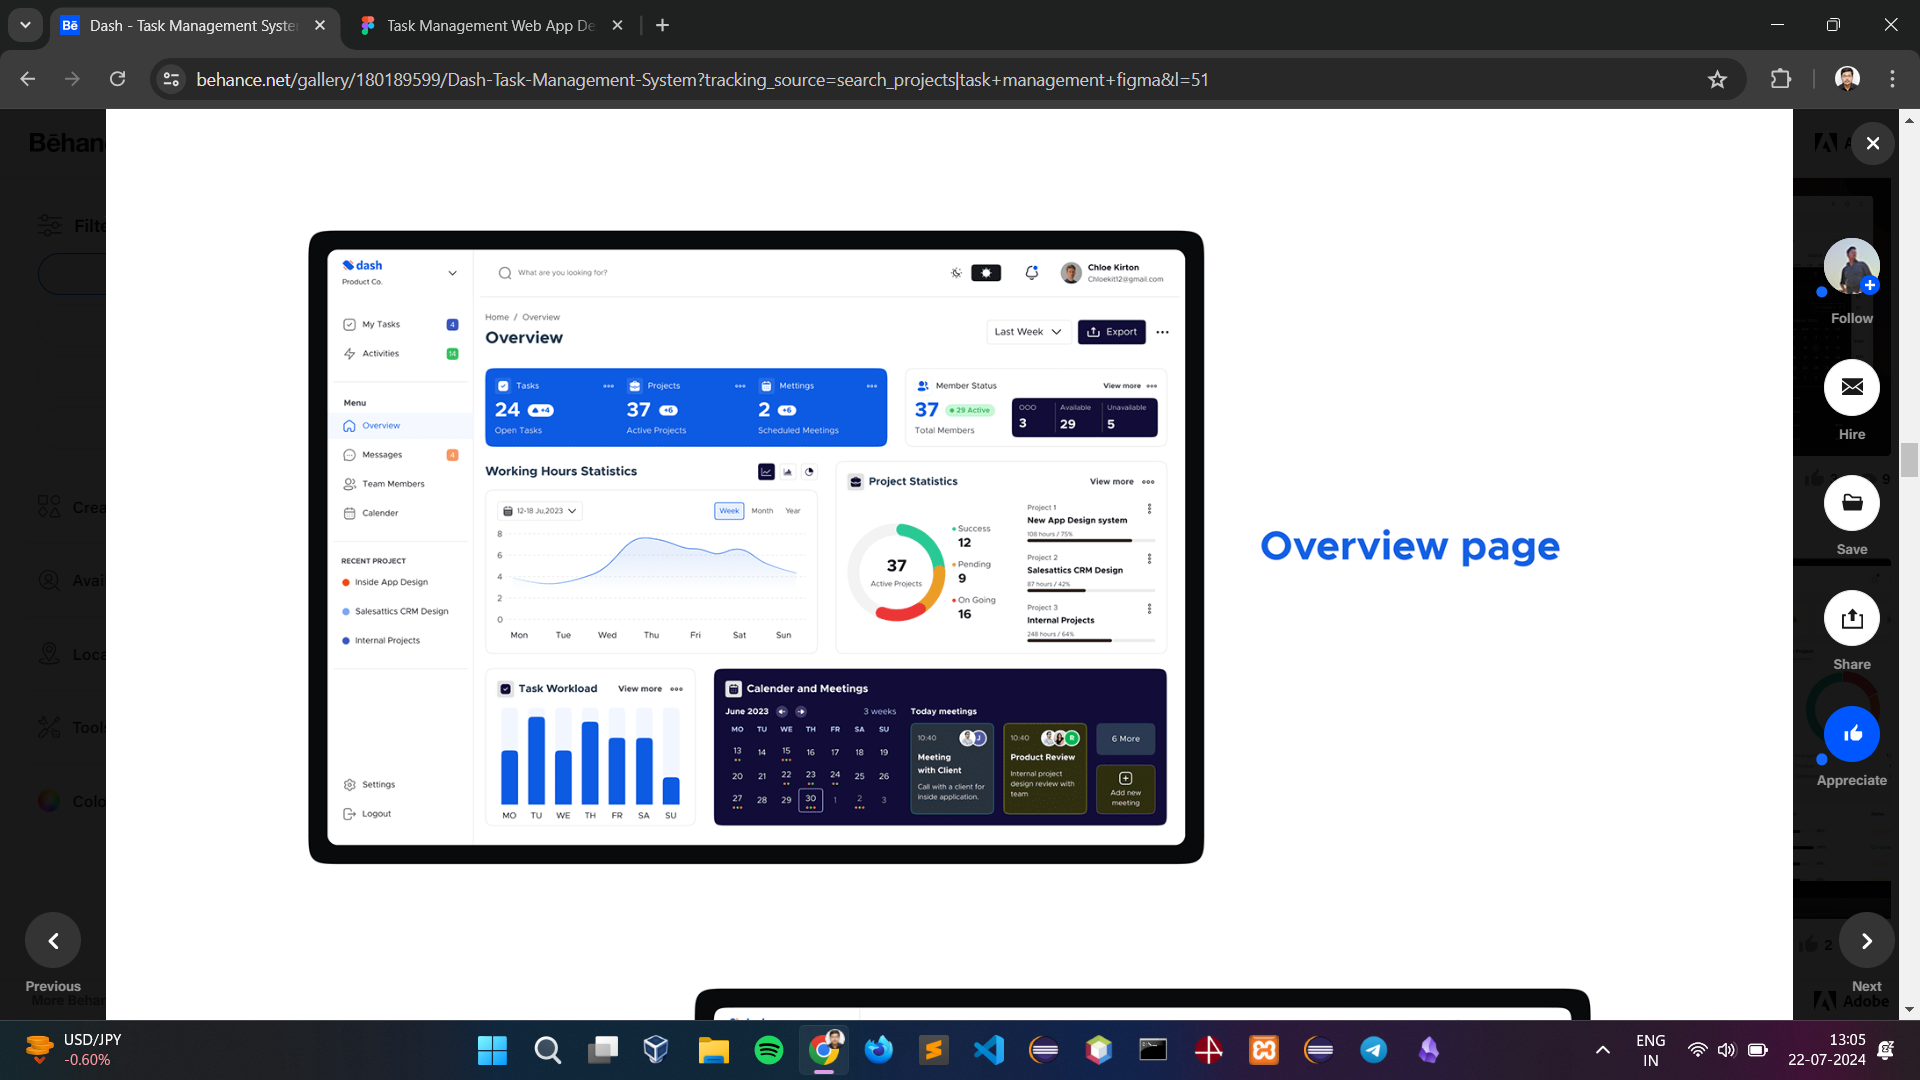 Dash - Task Management Syste
Task Management Web App De
behance.net/gallery/180189599/Dash-Task-Management-System?tracking_source=search_projects|task+management+figma&l=51
Bēhan
Filte
Crea
Avai
Loca
Tools
Colo
Previous
More Behan
dash
Product Co.
My Tasks 4
Activities 14
Menu
Overview
Messages 4
Team Members
Calender
RECENT PROJECT
Inside App Design
Salesattics CRM Design
Internal Projects
Settings
Logout
What are you looking for?
Chloe Kirton
Chloekit12@gmail.com
Home / Overview
Overview
Last Week
Export
Tasks
24 +4
Open Tasks
Projects
37 +6
Active Projects
Mettings
2 +6
Scheduled Meetings
Member Status View more
37 29 Active
Total Members
OOO Available Unavailable
3 29 5
Working Hours Statistics
12-18 Ju,2023
Week Month Year
8
6
4
2
0
Mon Tue Wed Thu Fri Sat Sun
Project Statistics View more
37
Active Projects
Success
12
Pending
9
On Going
16
Project 1
New App Design system
108 hours / 75%
Project 2
Salesattics CRM Design
87 hours / 42%
Project 3
Internal Projects
248 hours / 64%
Task Workload View more
MO TU WE TH FR SA SU
Calender and Meetings
June 2023 3 weeks
MO TU WE TH FR SA SU
13 14 15 16 17 18 19
20 21 22 23 24 25 26
27 28 29 30 1 2 3
Today meetings
10:40 J
Meeting
with Client
Call with a client for
inside application.
10:40 R
Product Review
Internal project
design review with
team
6 More
Add new
meeting
Overview page
Follow
Hire
Save
Share
Appreciate
2
Next
Adobe
USD/JPY
-0.60%
ENG
IN
13:05
22-07-2024